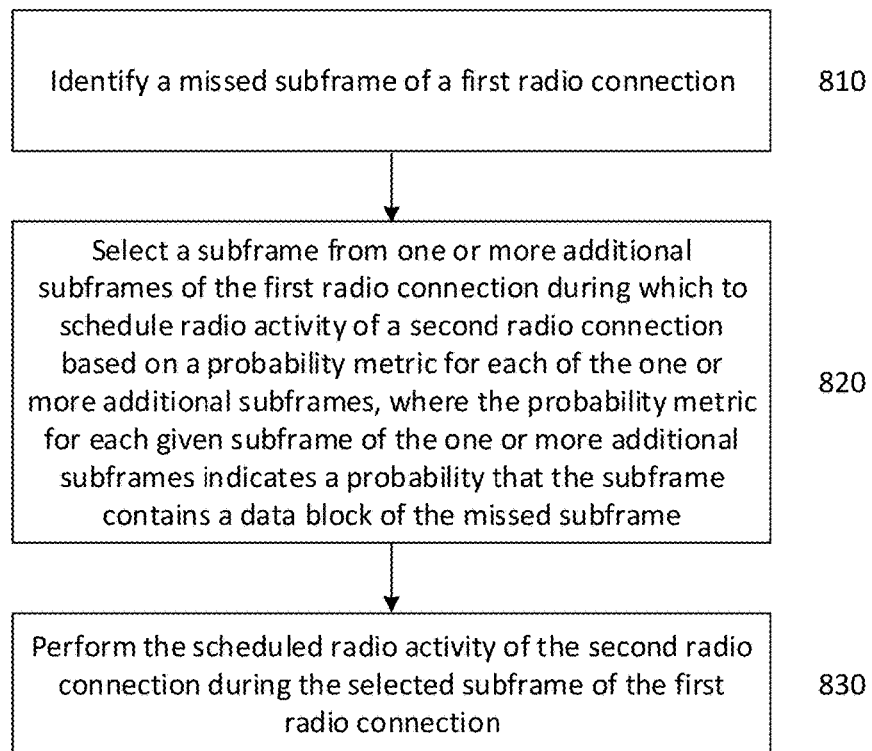 Identify a missed subframe of a first radio connection
810
Select a subframe from one or more additional
subframes of the first radio connection during which to
schedule radio activity of a second radio connection
based on a probability metric for each of the one or
more additional subframes, where the probability metric
for each given subframe of the one or more additional
subframes indicates a probability that the subframe
contains a data block of the missed subframe
820
Perform the scheduled radio activity of the second radio
connection during the selected subframe of the first
radio connection
830